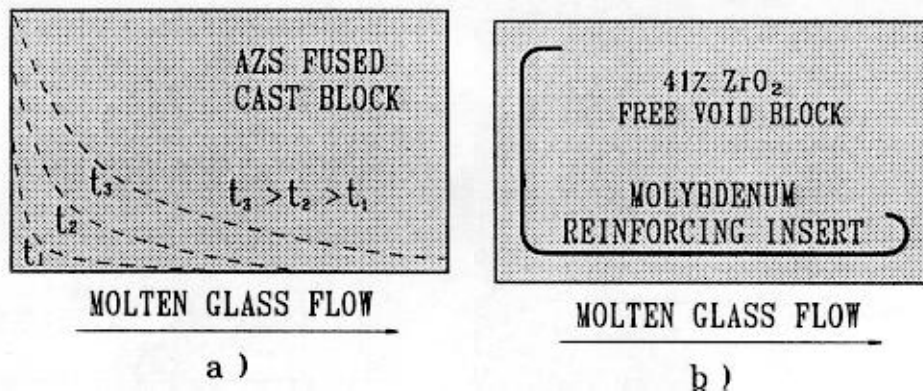 AZS FUSED
CAST BLOCK
t₃
t₃ > t₂ > t₁
t₂
t₁
MOLTEN GLASS FLOW
a )
41% ZrO₂
FREE VOID BLOCK
MOLYBDENUM
REINFORCING INSERT
MOLTEN GLASS FLOW
b )